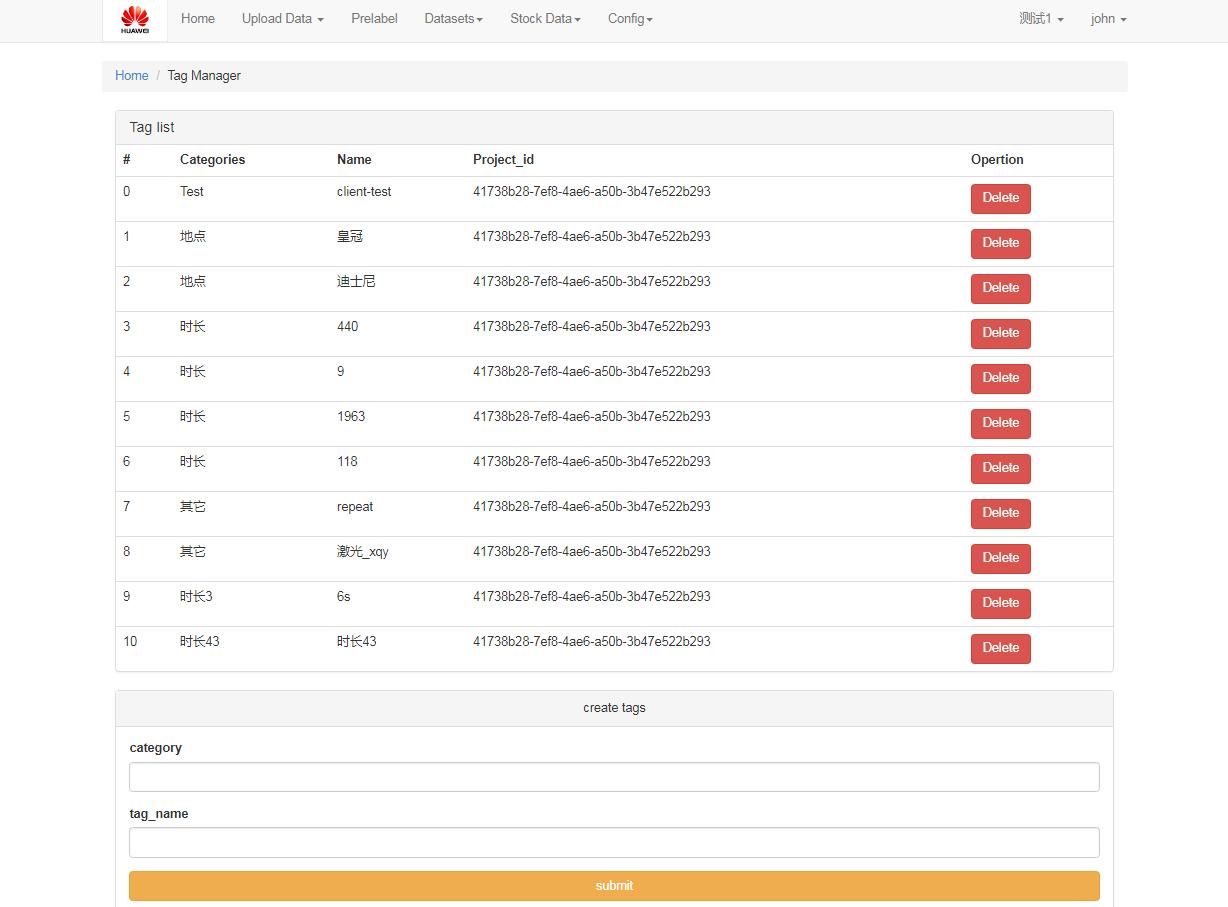 HUAWEI Home Upload Data Prelabel Datasets Stock Data Config 测试1 john
Home / Tag Manager
Tag list
# Categories Name Project_id Opertion
0 Test client-test 41738b28-7ef8-4ae6-a50b-3b47e522b293 Delete
1 地点 皇冠 41738b28-7ef8-4ae6-a50b-3b47e522b293 Delete
2 地点 迪士尼 41738b28-7ef8-4ae6-a50b-3b47e522b293 Delete
3 时长 440 41738b28-7ef8-4ae6-a50b-3b47e522b293 Delete
4 时长 9 41738b28-7ef8-4ae6-a50b-3b47e522b293 Delete
5 时长 1963 41738b28-7ef8-4ae6-a50b-3b47e522b293 Delete
6 时长 118 41738b28-7ef8-4ae6-a50b-3b47e522b293 Delete
7 其它 repeat 41738b28-7ef8-4ae6-a50b-3b47e522b293 Delete
8 其它 激光_xqy 41738b28-7ef8-4ae6-a50b-3b47e522b293 Delete
9 时长3 6s 41738b28-7ef8-4ae6-a50b-3b47e522b293 Delete
10 时长43 时长43 41738b28-7ef8-4ae6-a50b-3b47e522b293 Delete
create tags
category
tag_name
submit